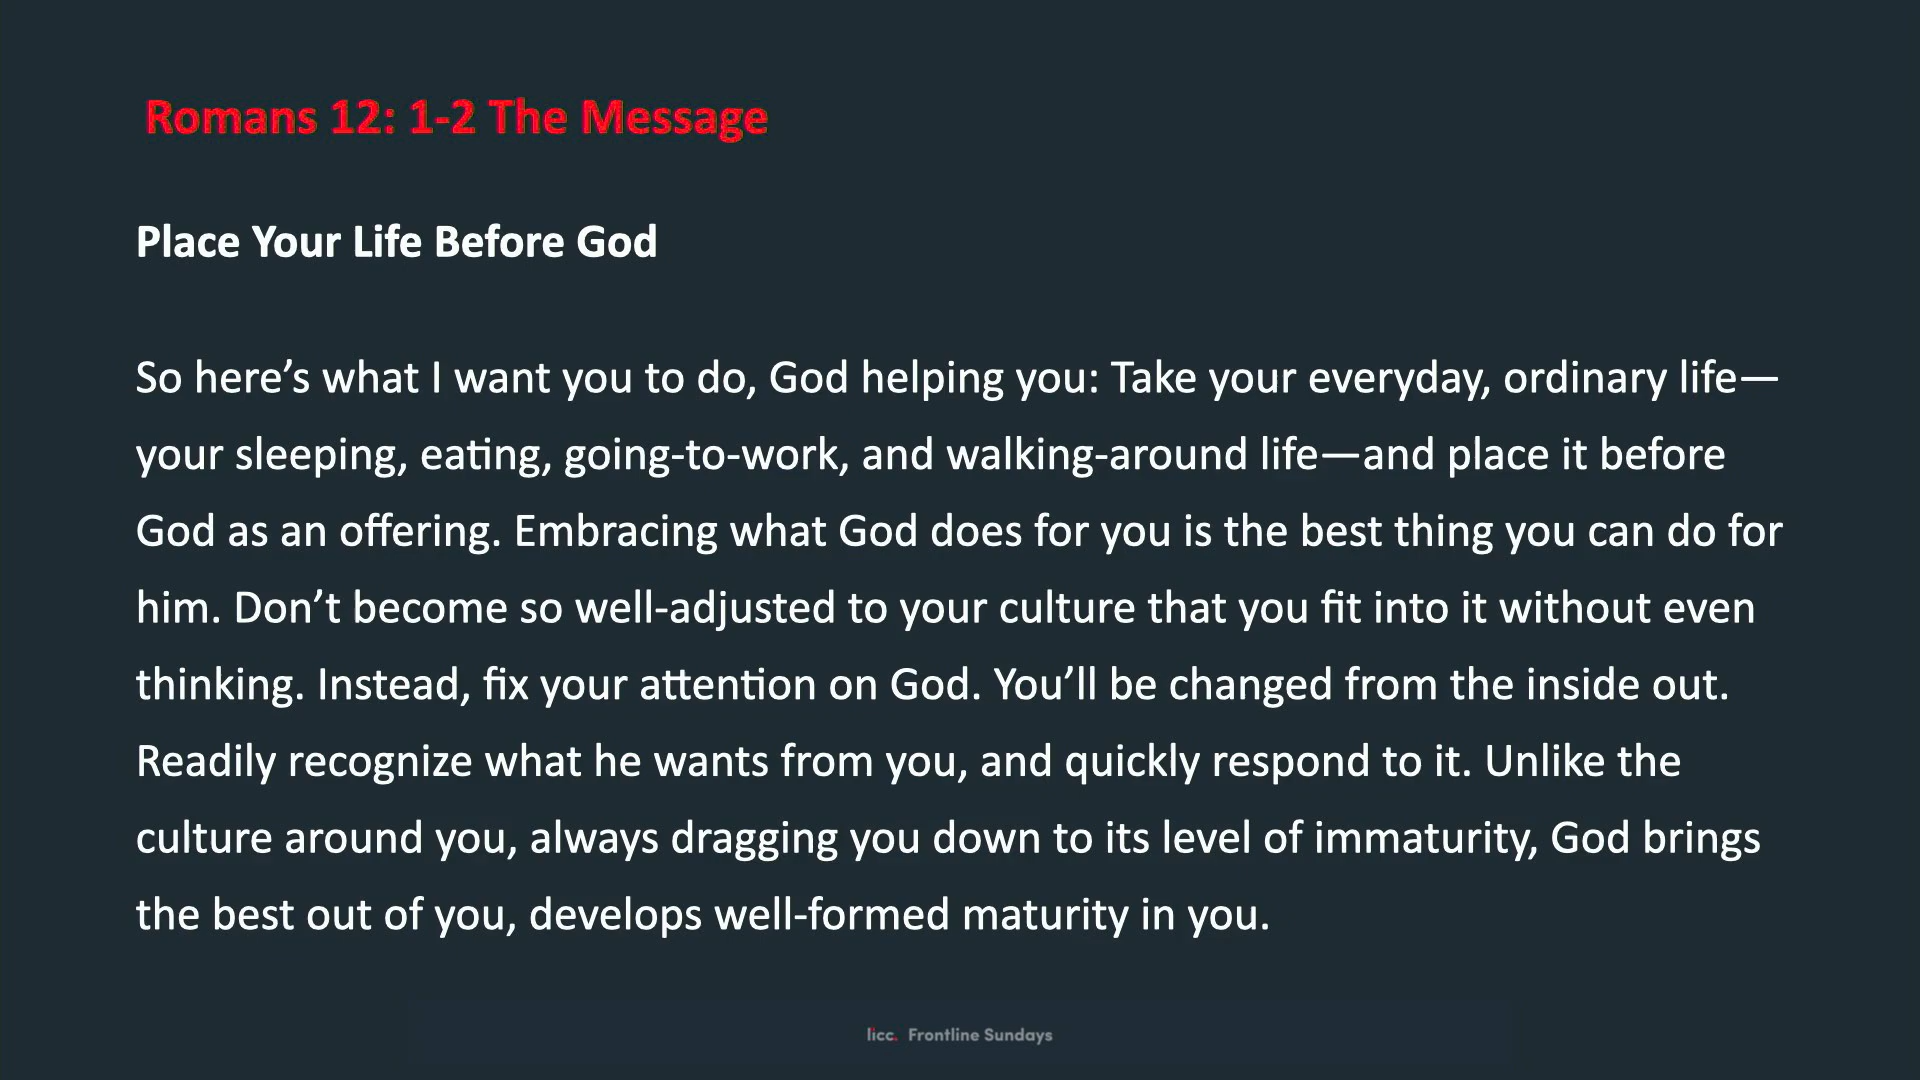 Romans 12: 1-2 The Message
Place Your Life Before God
So here’s what I want you to do, God helping you: Take your everyday, ordinary life—
your sleeping, eating, going-to-work, and walking-around life—and place it before
God as an offering. Embracing what God does for you is the best thing you can do for
him. Don’t become so well-adjusted to your culture that you fit into it without even
thinking. Instead, fix your attention on God. You’ll be changed from the inside out.
Readily recognize what he wants from you, and quickly respond to it. Unlike the
culture around you, always dragging you down to its level of immaturity, God brings
the best out of you, develops well-formed maturity in you.
licc. Frontline Sundays